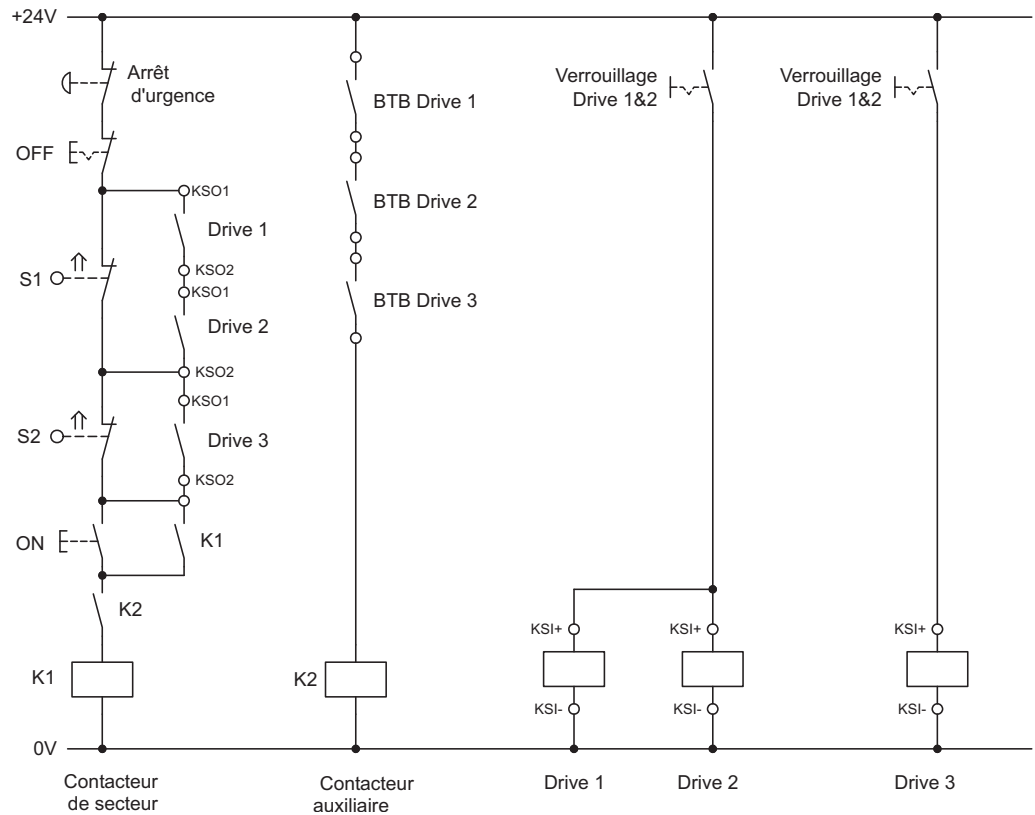 +24V
Arrêt
d'urgence
OFF
KSO1
Drive 1
S1
KSO2
KSO1
Drive 2
KSO2
KSO1
S2
Drive 3
KSO2
ON
K1
K2
K1
BTB Drive 1
BTB Drive 2
BTB Drive 3
K2
Verrouillage
Drive 1&2
Verrouillage
Drive 1&2
KSI+
KSI+
KSI+
KSI-
KSI-
KSI-
0V
Contacteur
de secteur
Contacteur
auxiliaire
Drive 1
Drive 2
Drive 3